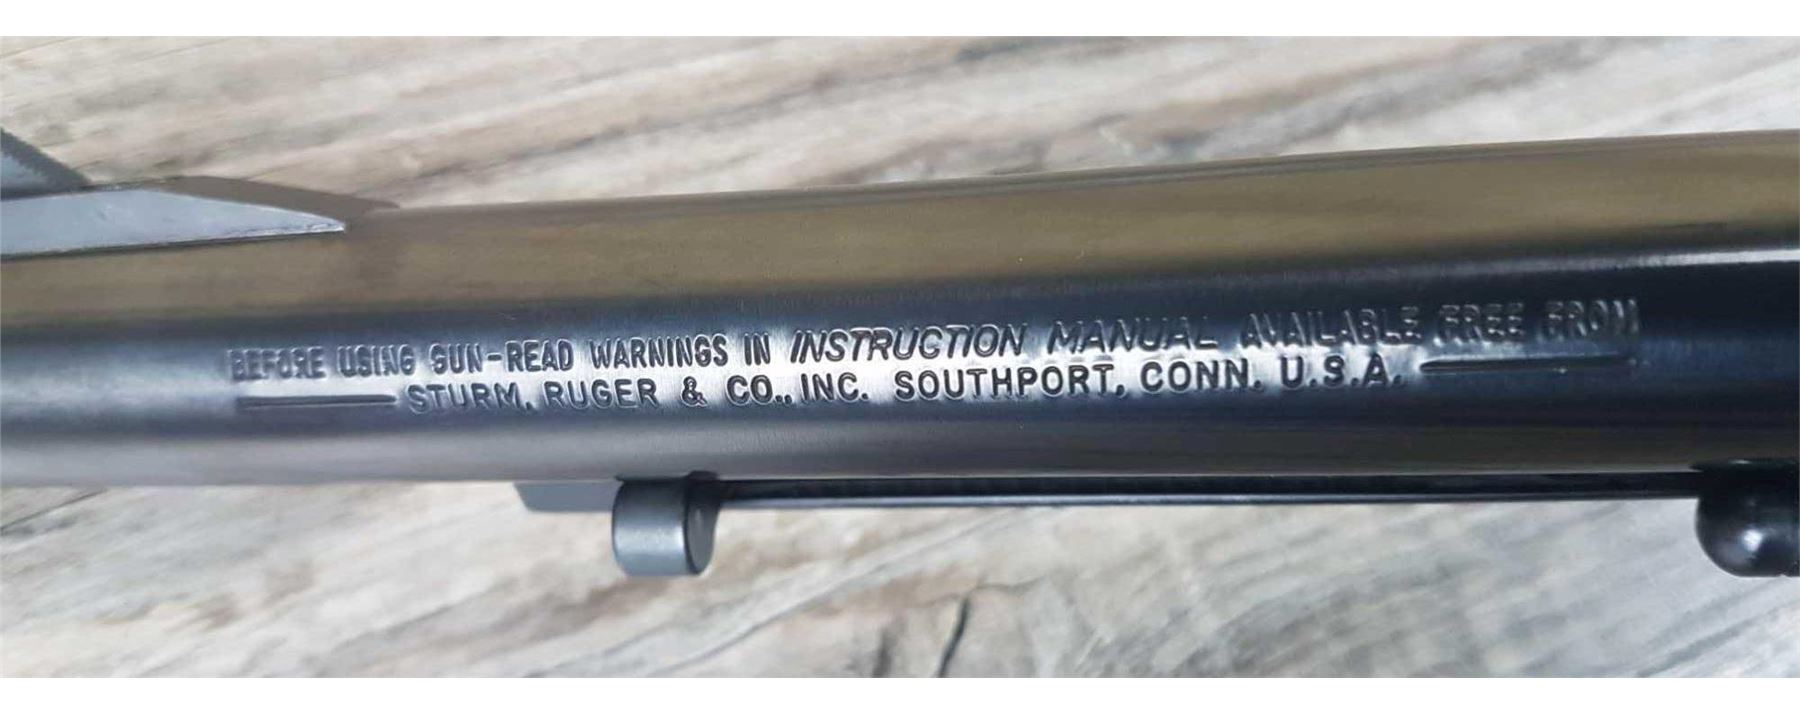 BEFORE USING GUN-READ WARNINGS IN INSTRUCTION MANUAL AVAILABLE FREE FROM
STURM, RUGER & CO., INC. SOUTHPORT, CONN. U.S.A.